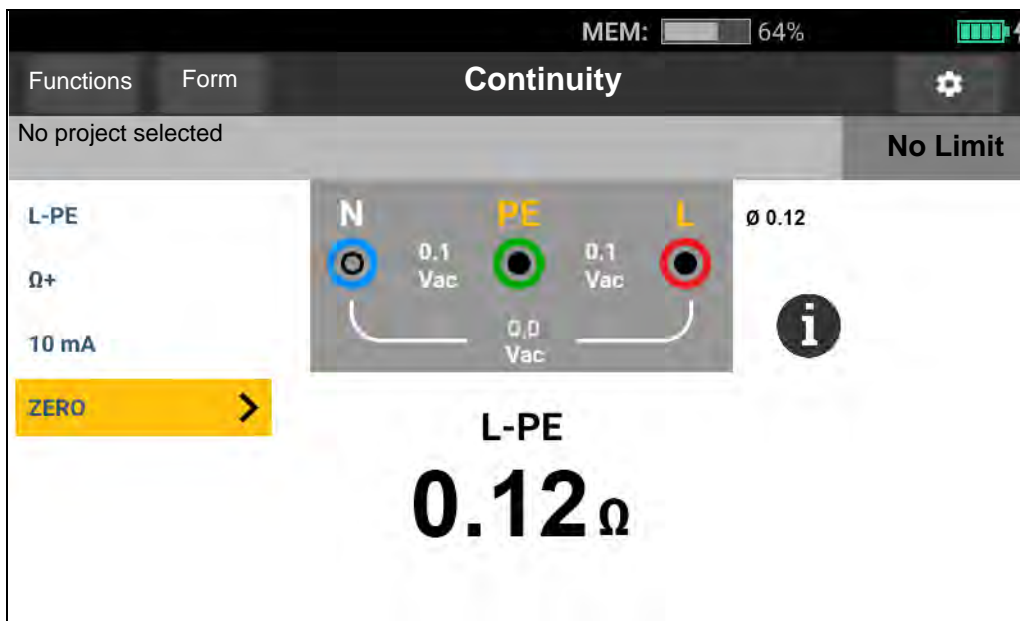 MEM: 64%
Functions Form Continuity
No project selected
No Limit
L-PE
Ω+
10 mA
ZERO
N PE L
0.1 Vac
0.1 Vac
0.0 Vac
Ø 0.12
i
L-PE
0.12 Ω